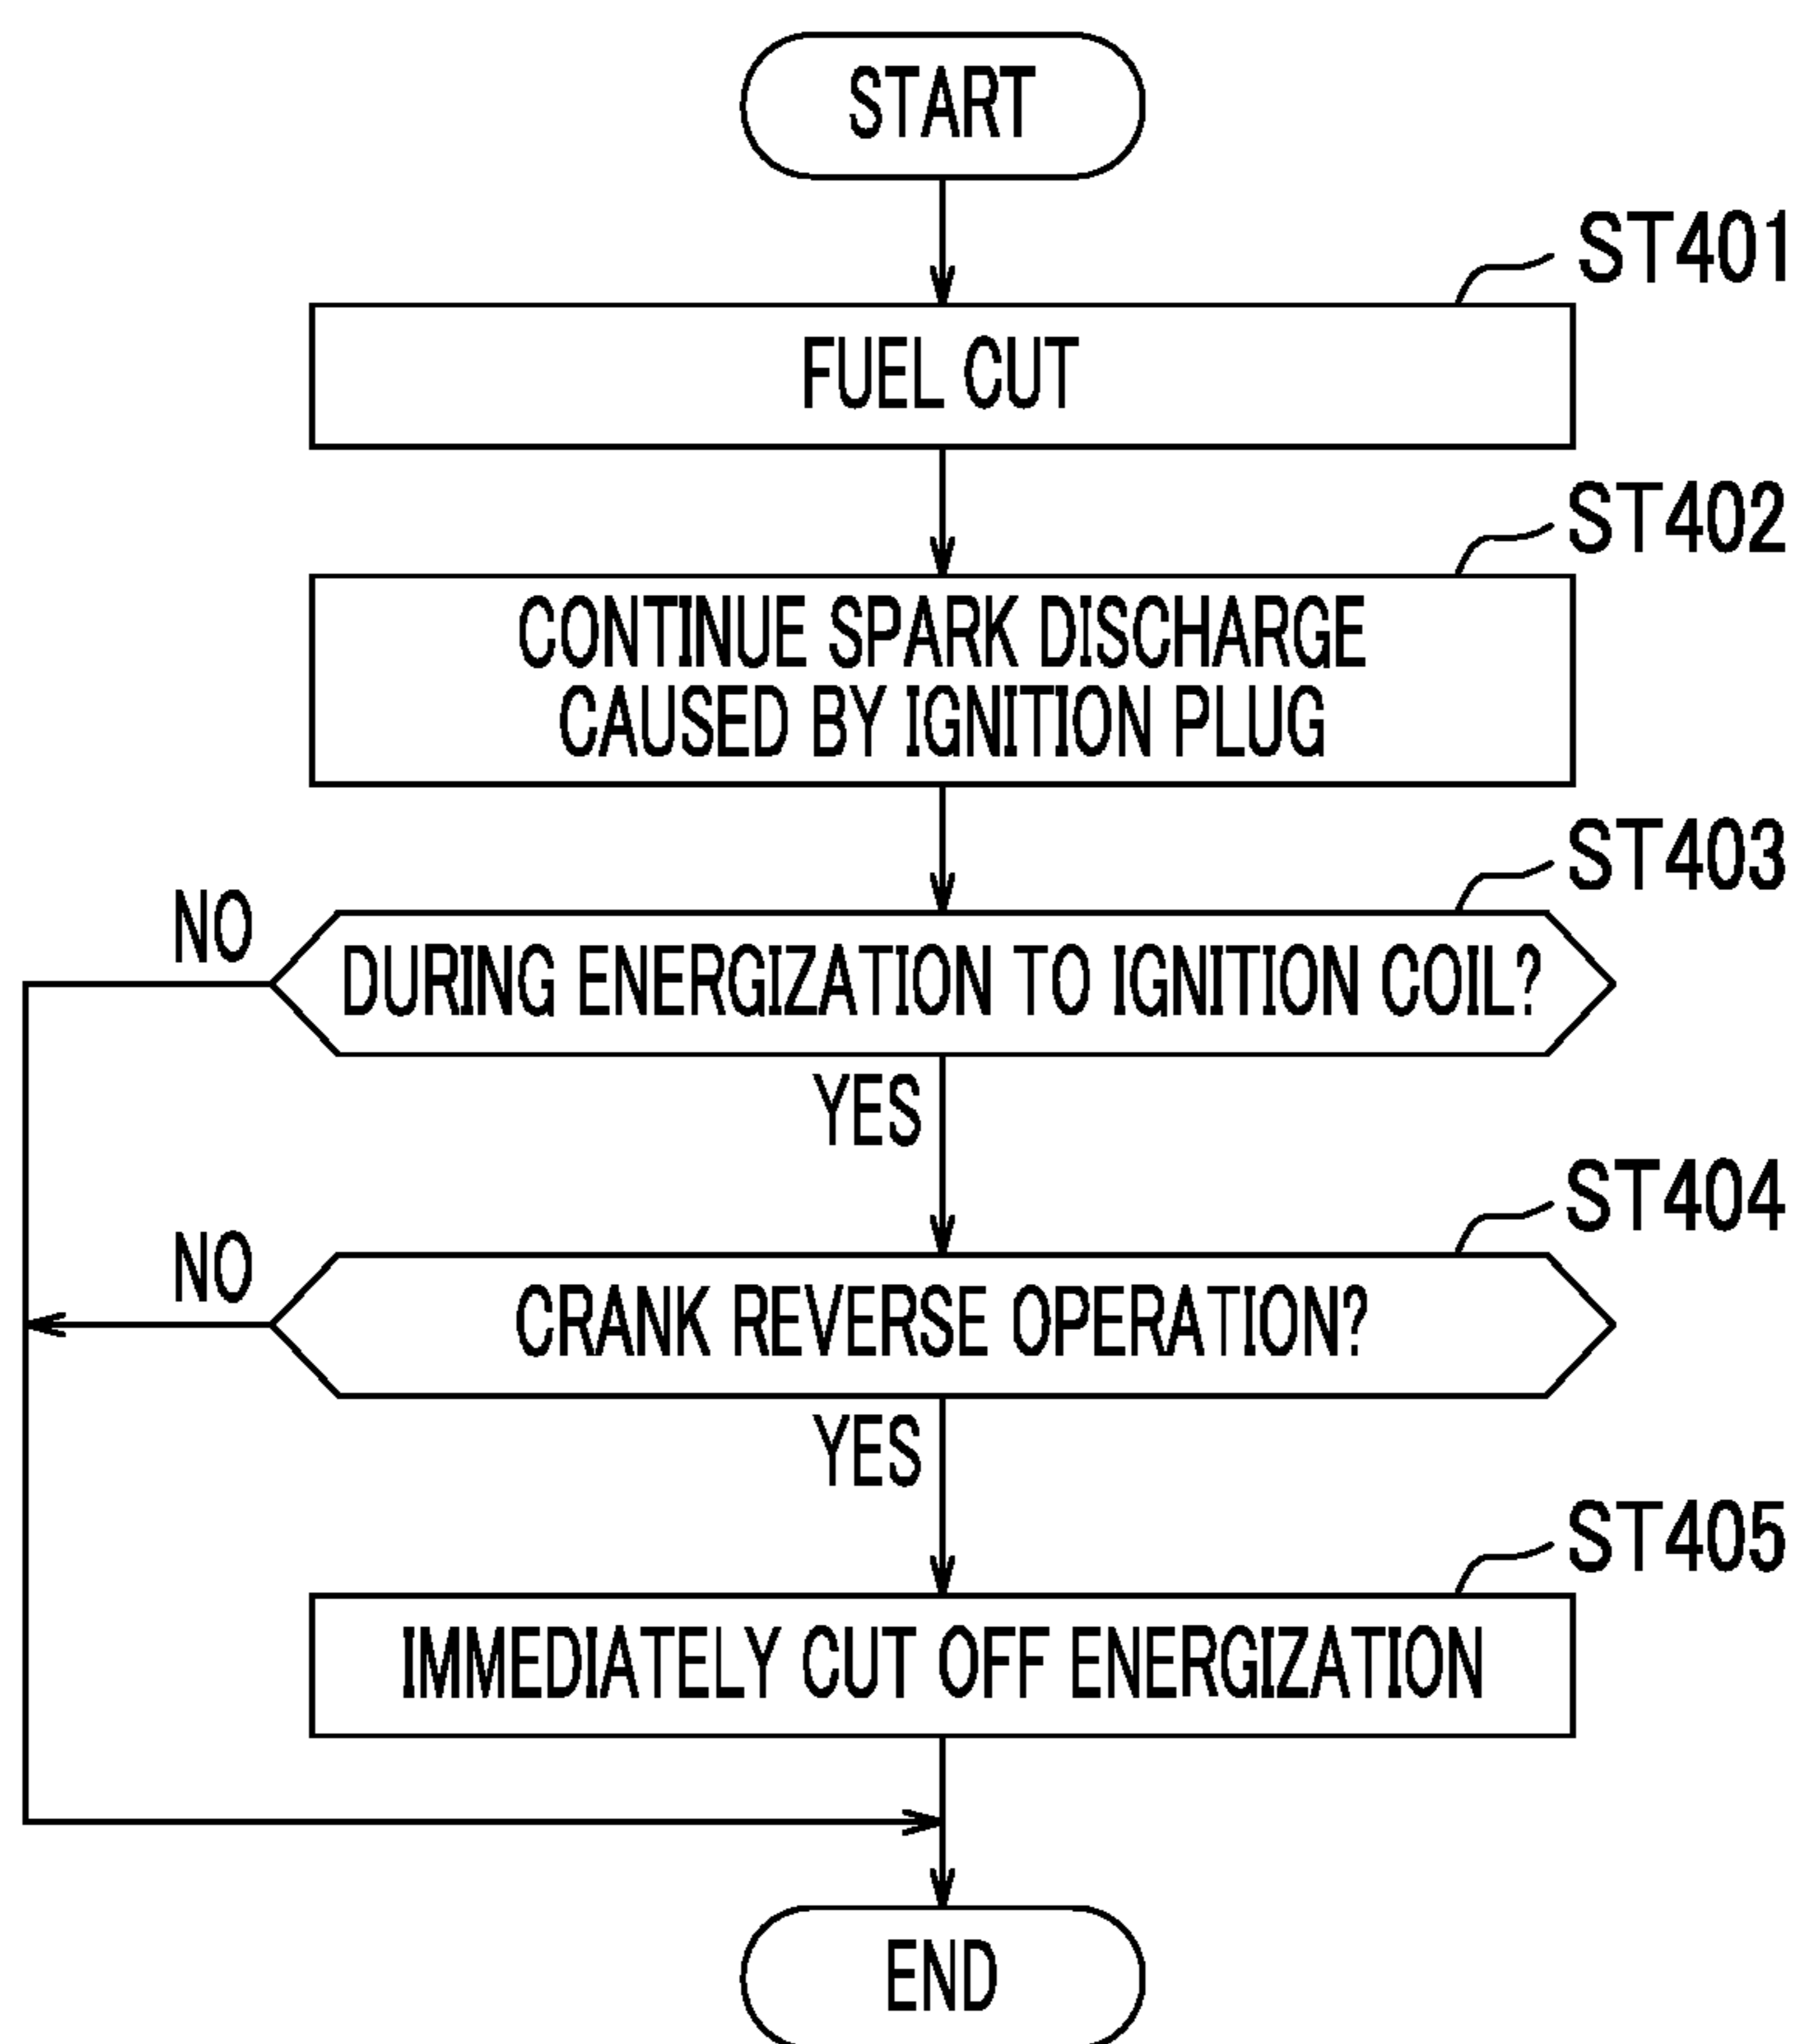 START
ST401
FUEL CUT
ST402
CONTINUE SPARK DISCHARGE
CAUSED BY IGNITION PLUG
ST403
NO
DURING ENERGIZATION TO IGNITION COIL?
YES
ST404
NO
CRANK REVERSE OPERATION?
YES
ST405
IMMEDIATELY CUT OFF ENERGIZATION
END